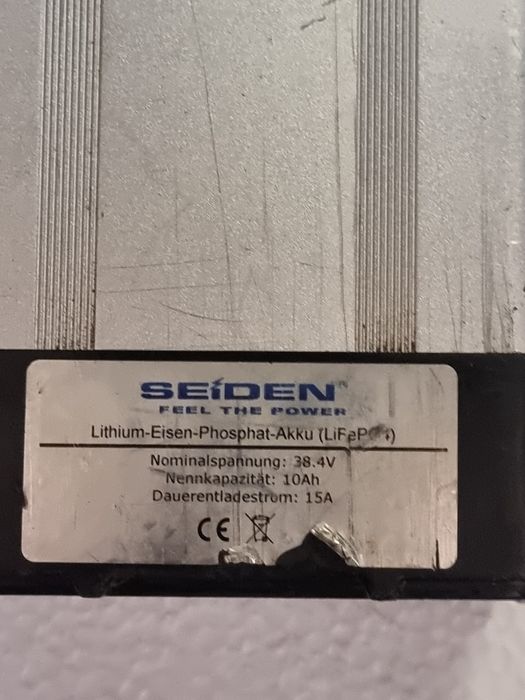 SEiDEN
FEEL THE POWER
Lithium-Eisen-Phosphat-Akku
Nominalspannung: 38.4V
Nennkapazität: 10Ah
Dauerentladestrom: 15A
CE